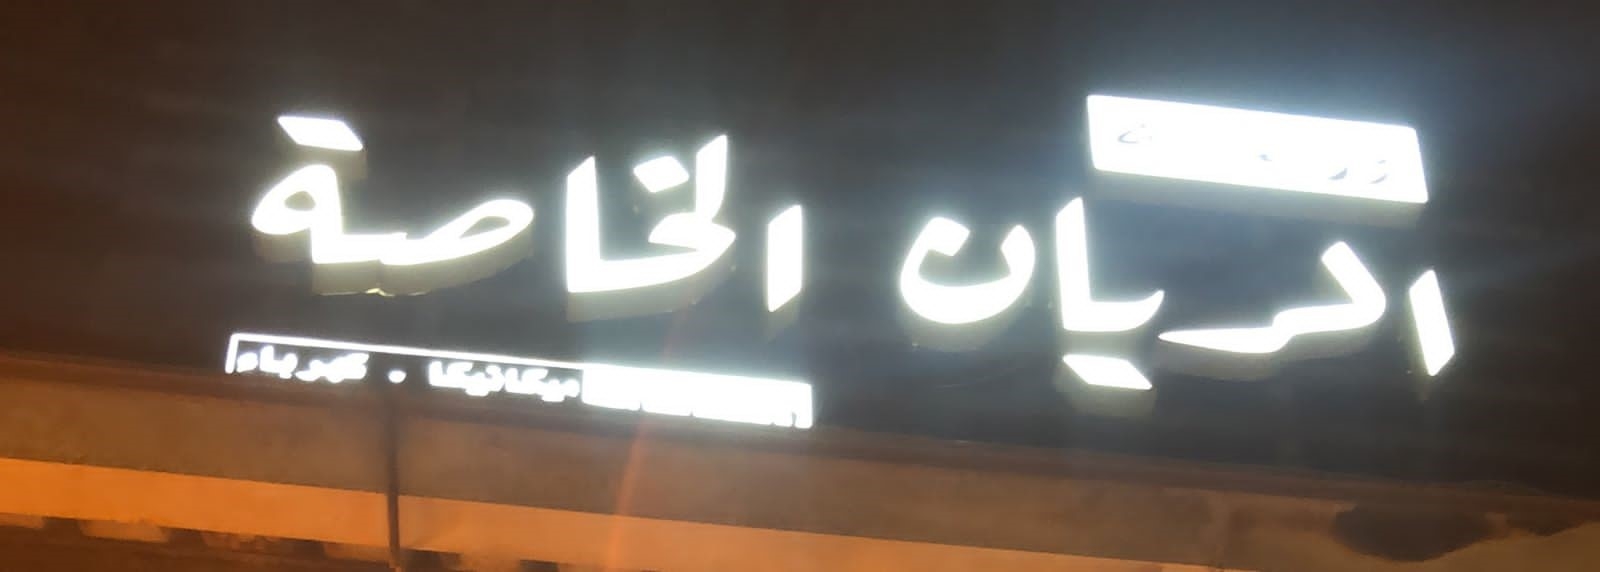 الريان الخاصة
ميكانيكا . كهرباء